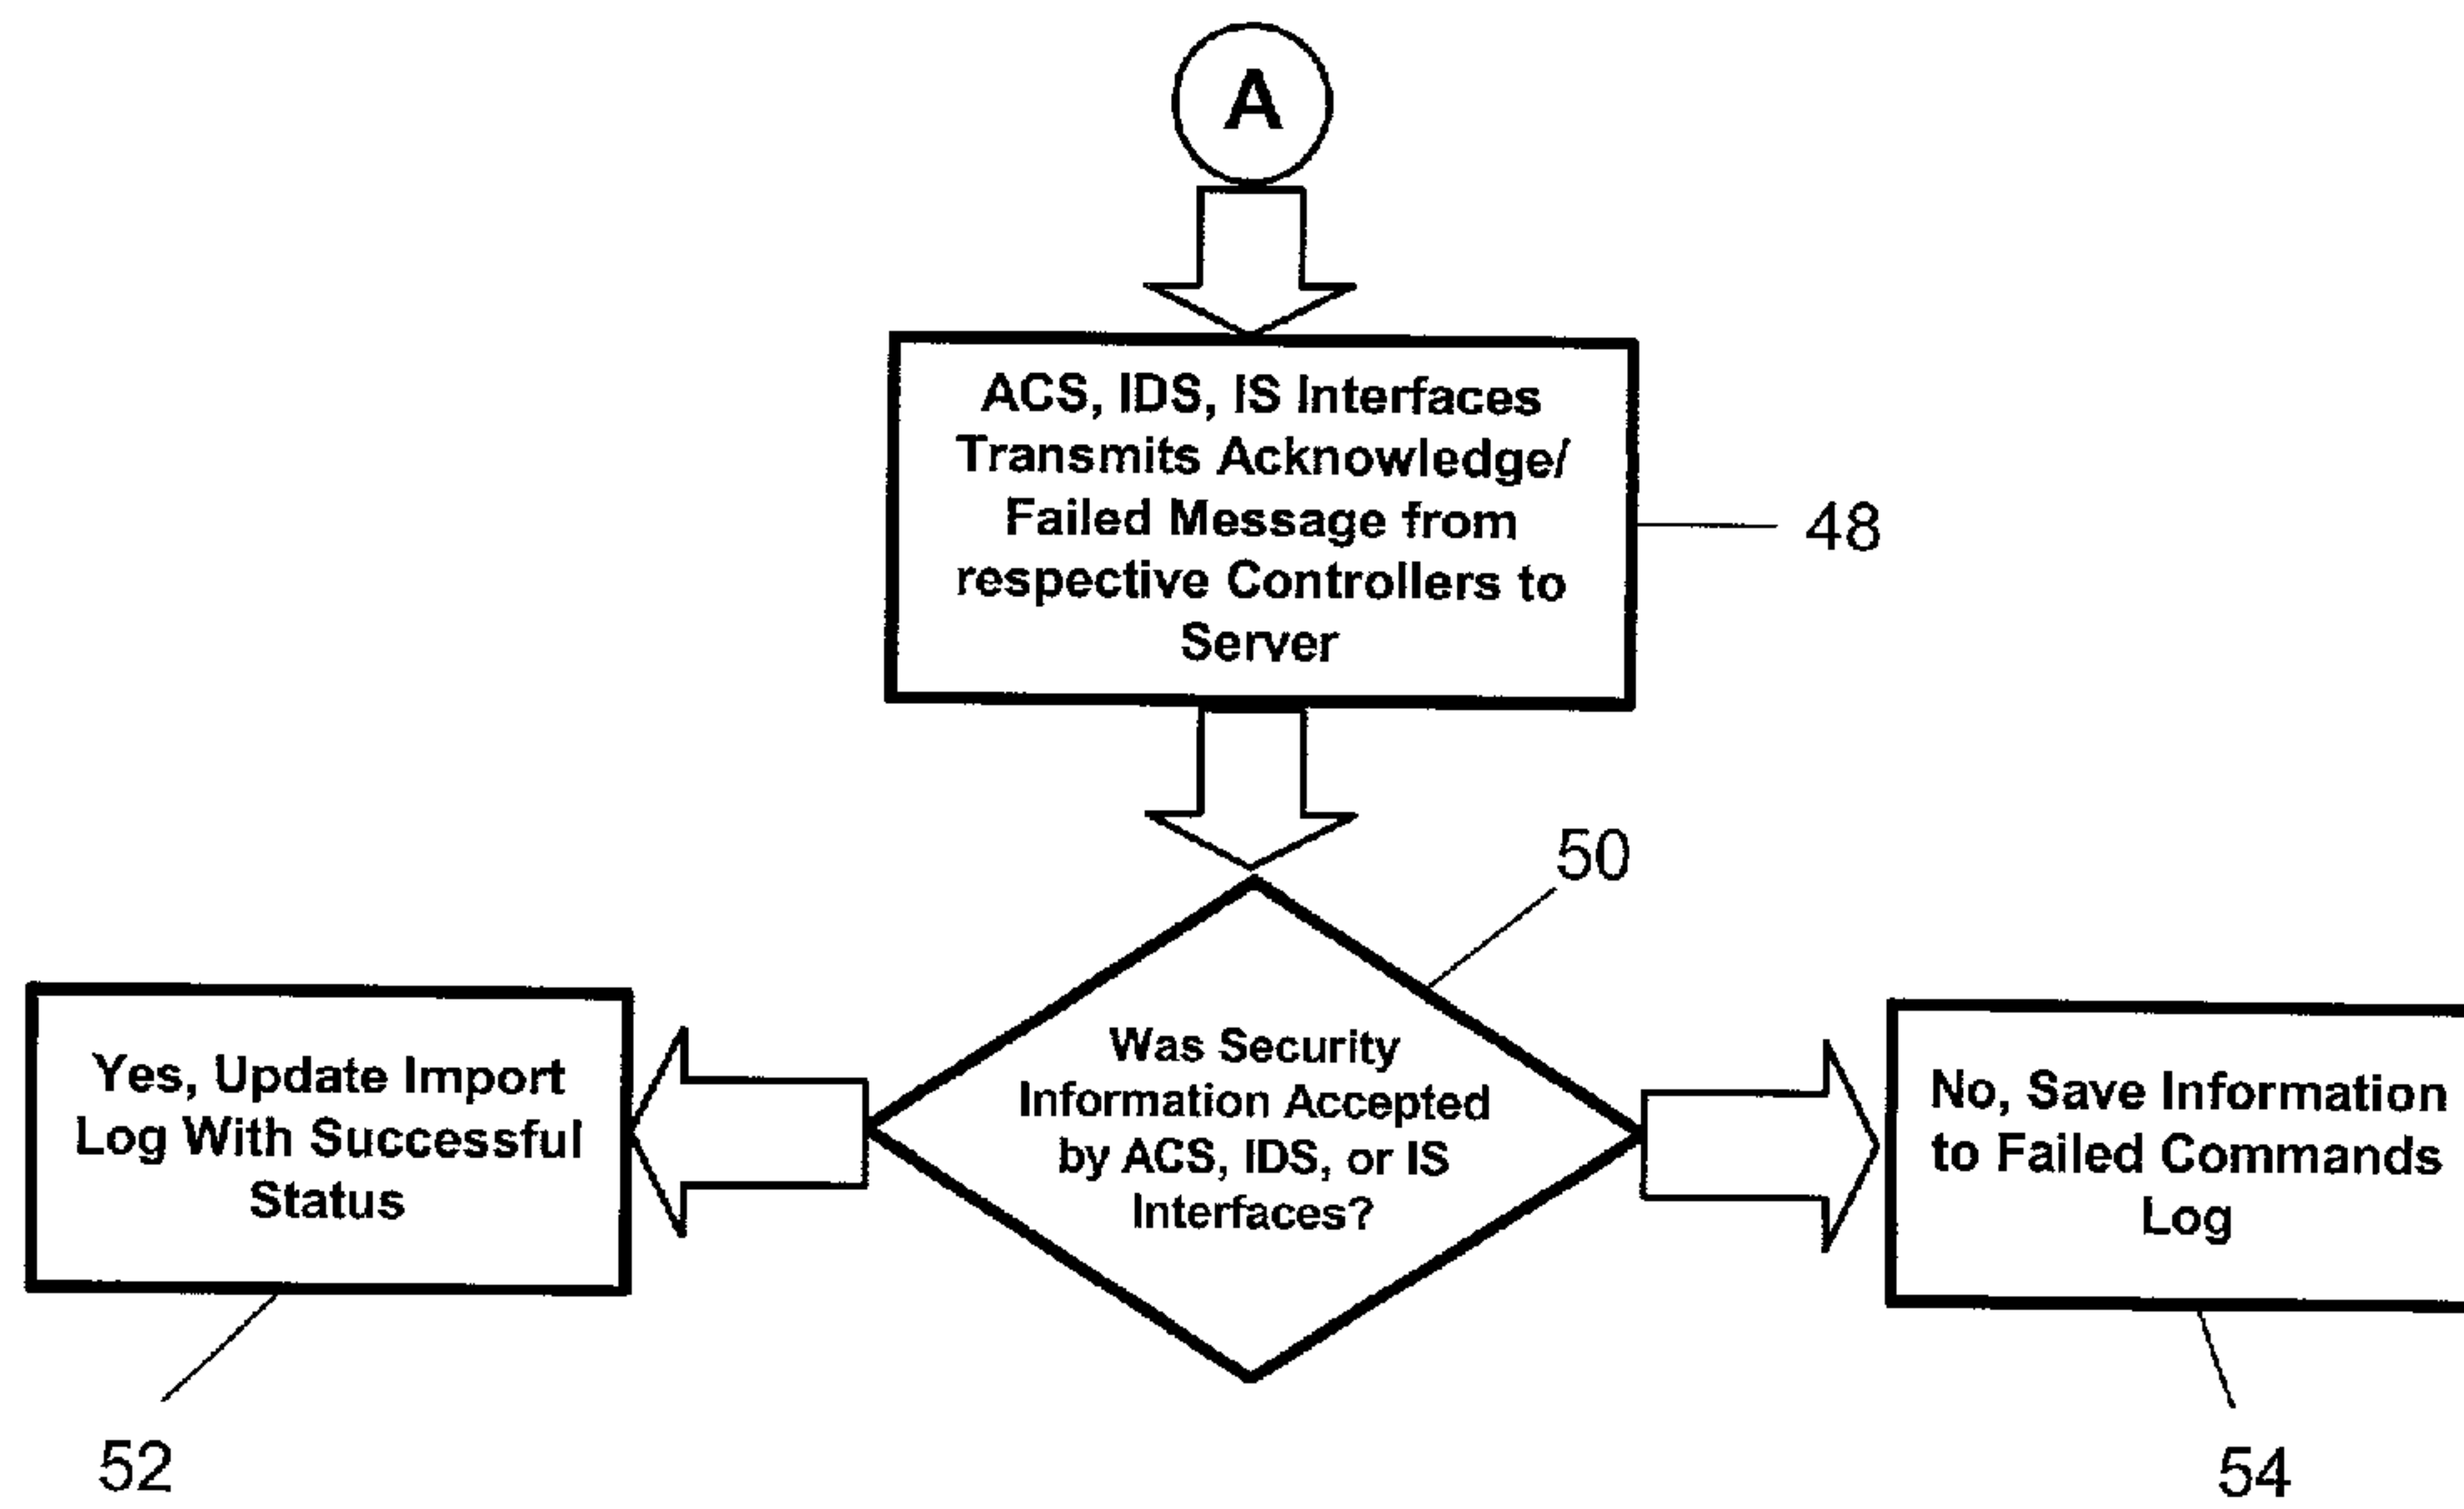 A
ACS, IDS, IS Interfaces
Transmits Acknowledge/
Failed Message from
respective Controllers to
Server
48
50
Was Security
Information Accepted
by ACS, IDS, or IS
Interfaces?
Yes, Update Import
Log With Successful
Status
52
No, Save Information
to Failed Commands
Log
54